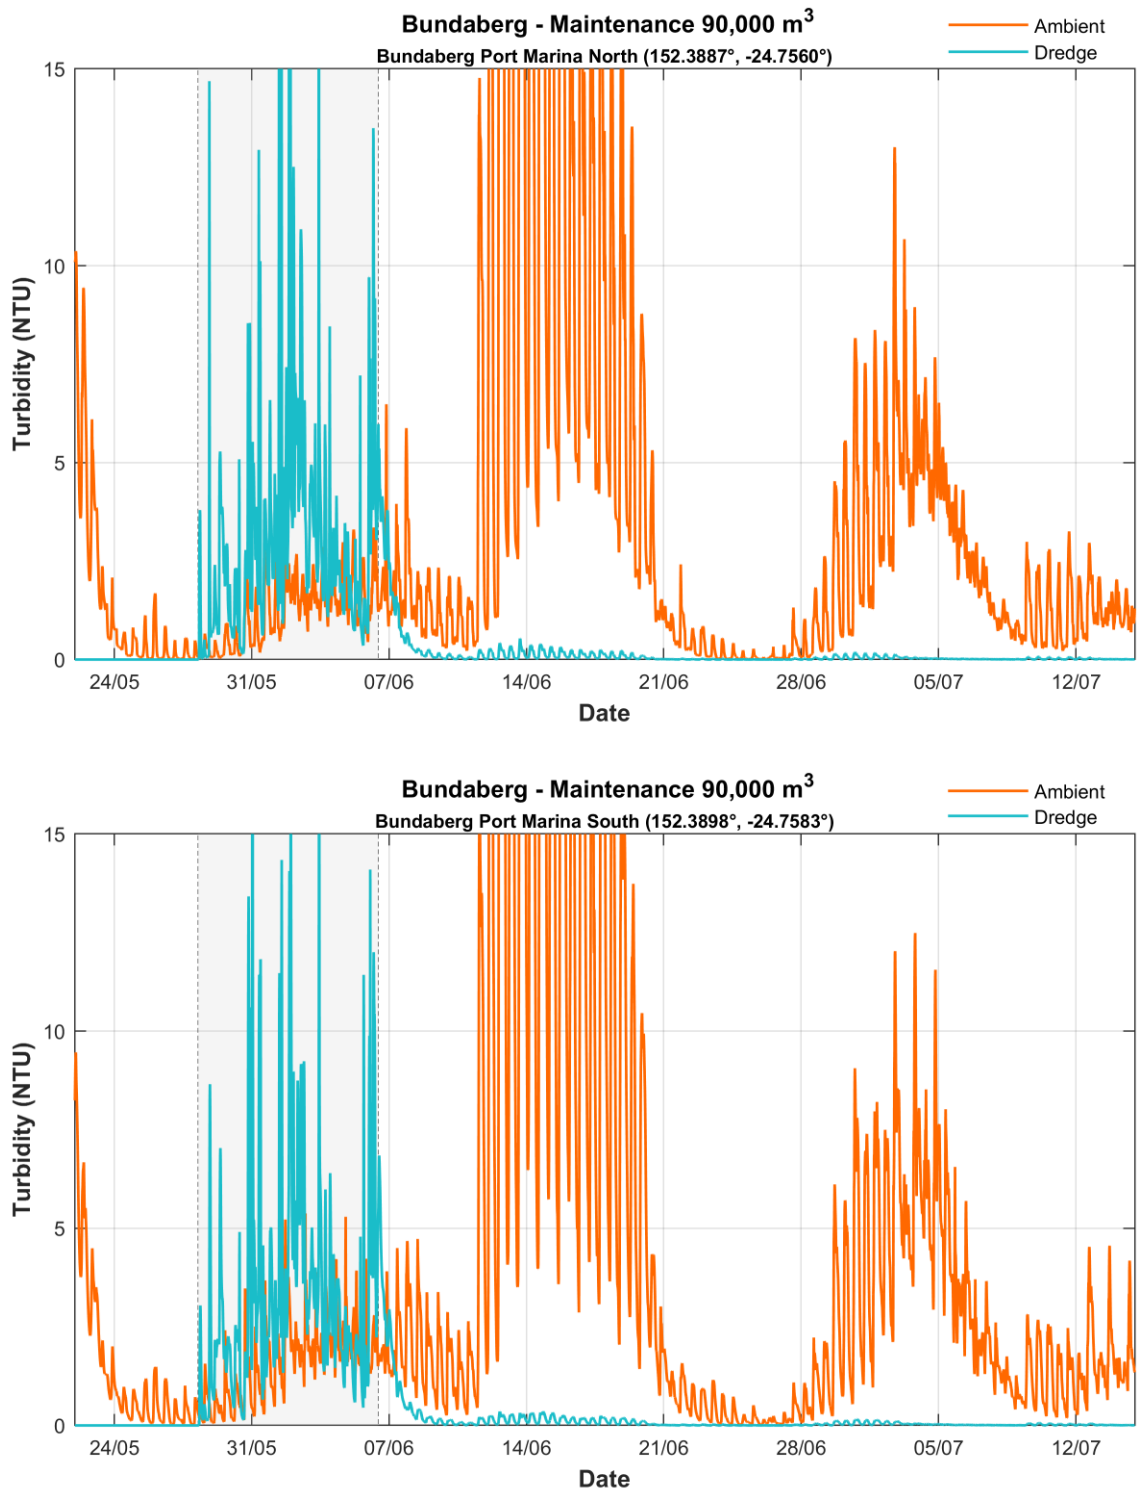 Bundaberg - Maintenance 90,000 m³
Bundaberg Port Marina North (152.3887°, -24.7560°)
Ambient
Dredge
15
10
5
0
Turbidity (NTU)
24/05 31/05 07/06 14/06 21/06 28/06 05/07 12/07
Date
Bundaberg - Maintenance 90,000 m³
Bundaberg Port Marina South (152.3898°, -24.7583°)
Ambient
Dredge
15
10
5
0
Turbidity (NTU)
24/05 31/05 07/06 14/06 21/06 28/06 05/07 12/07
Date